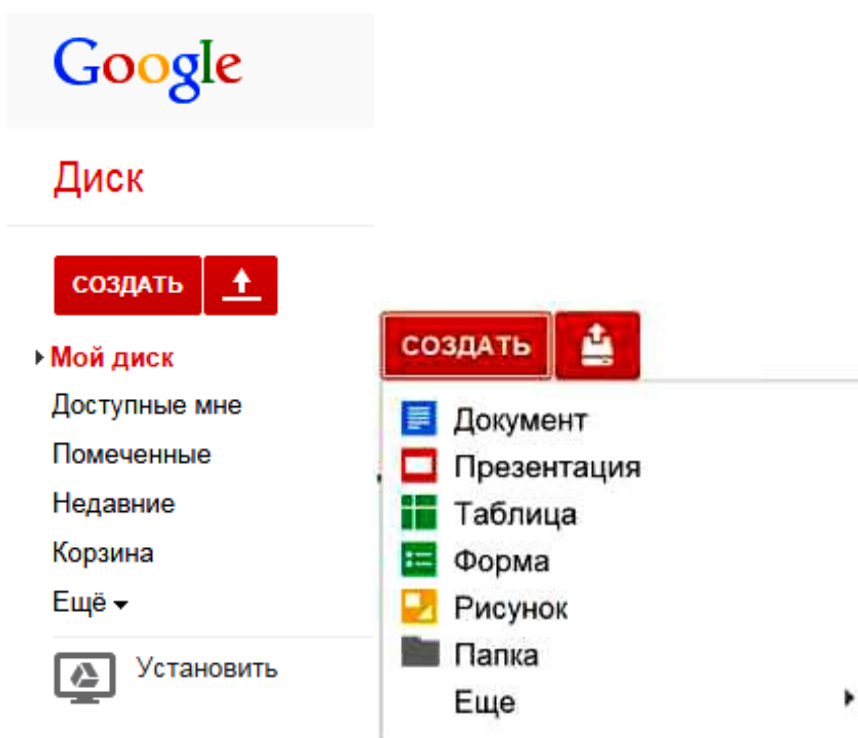 Google
Диск
СОЗДАТЬ
Мой диск
Доступные мне
Помеченные
Недавние
Корзина
Ещё
Установить
СОЗДАТЬ
Документ
Презентация
Таблица
Форма
Рисунок
Папка
Еще